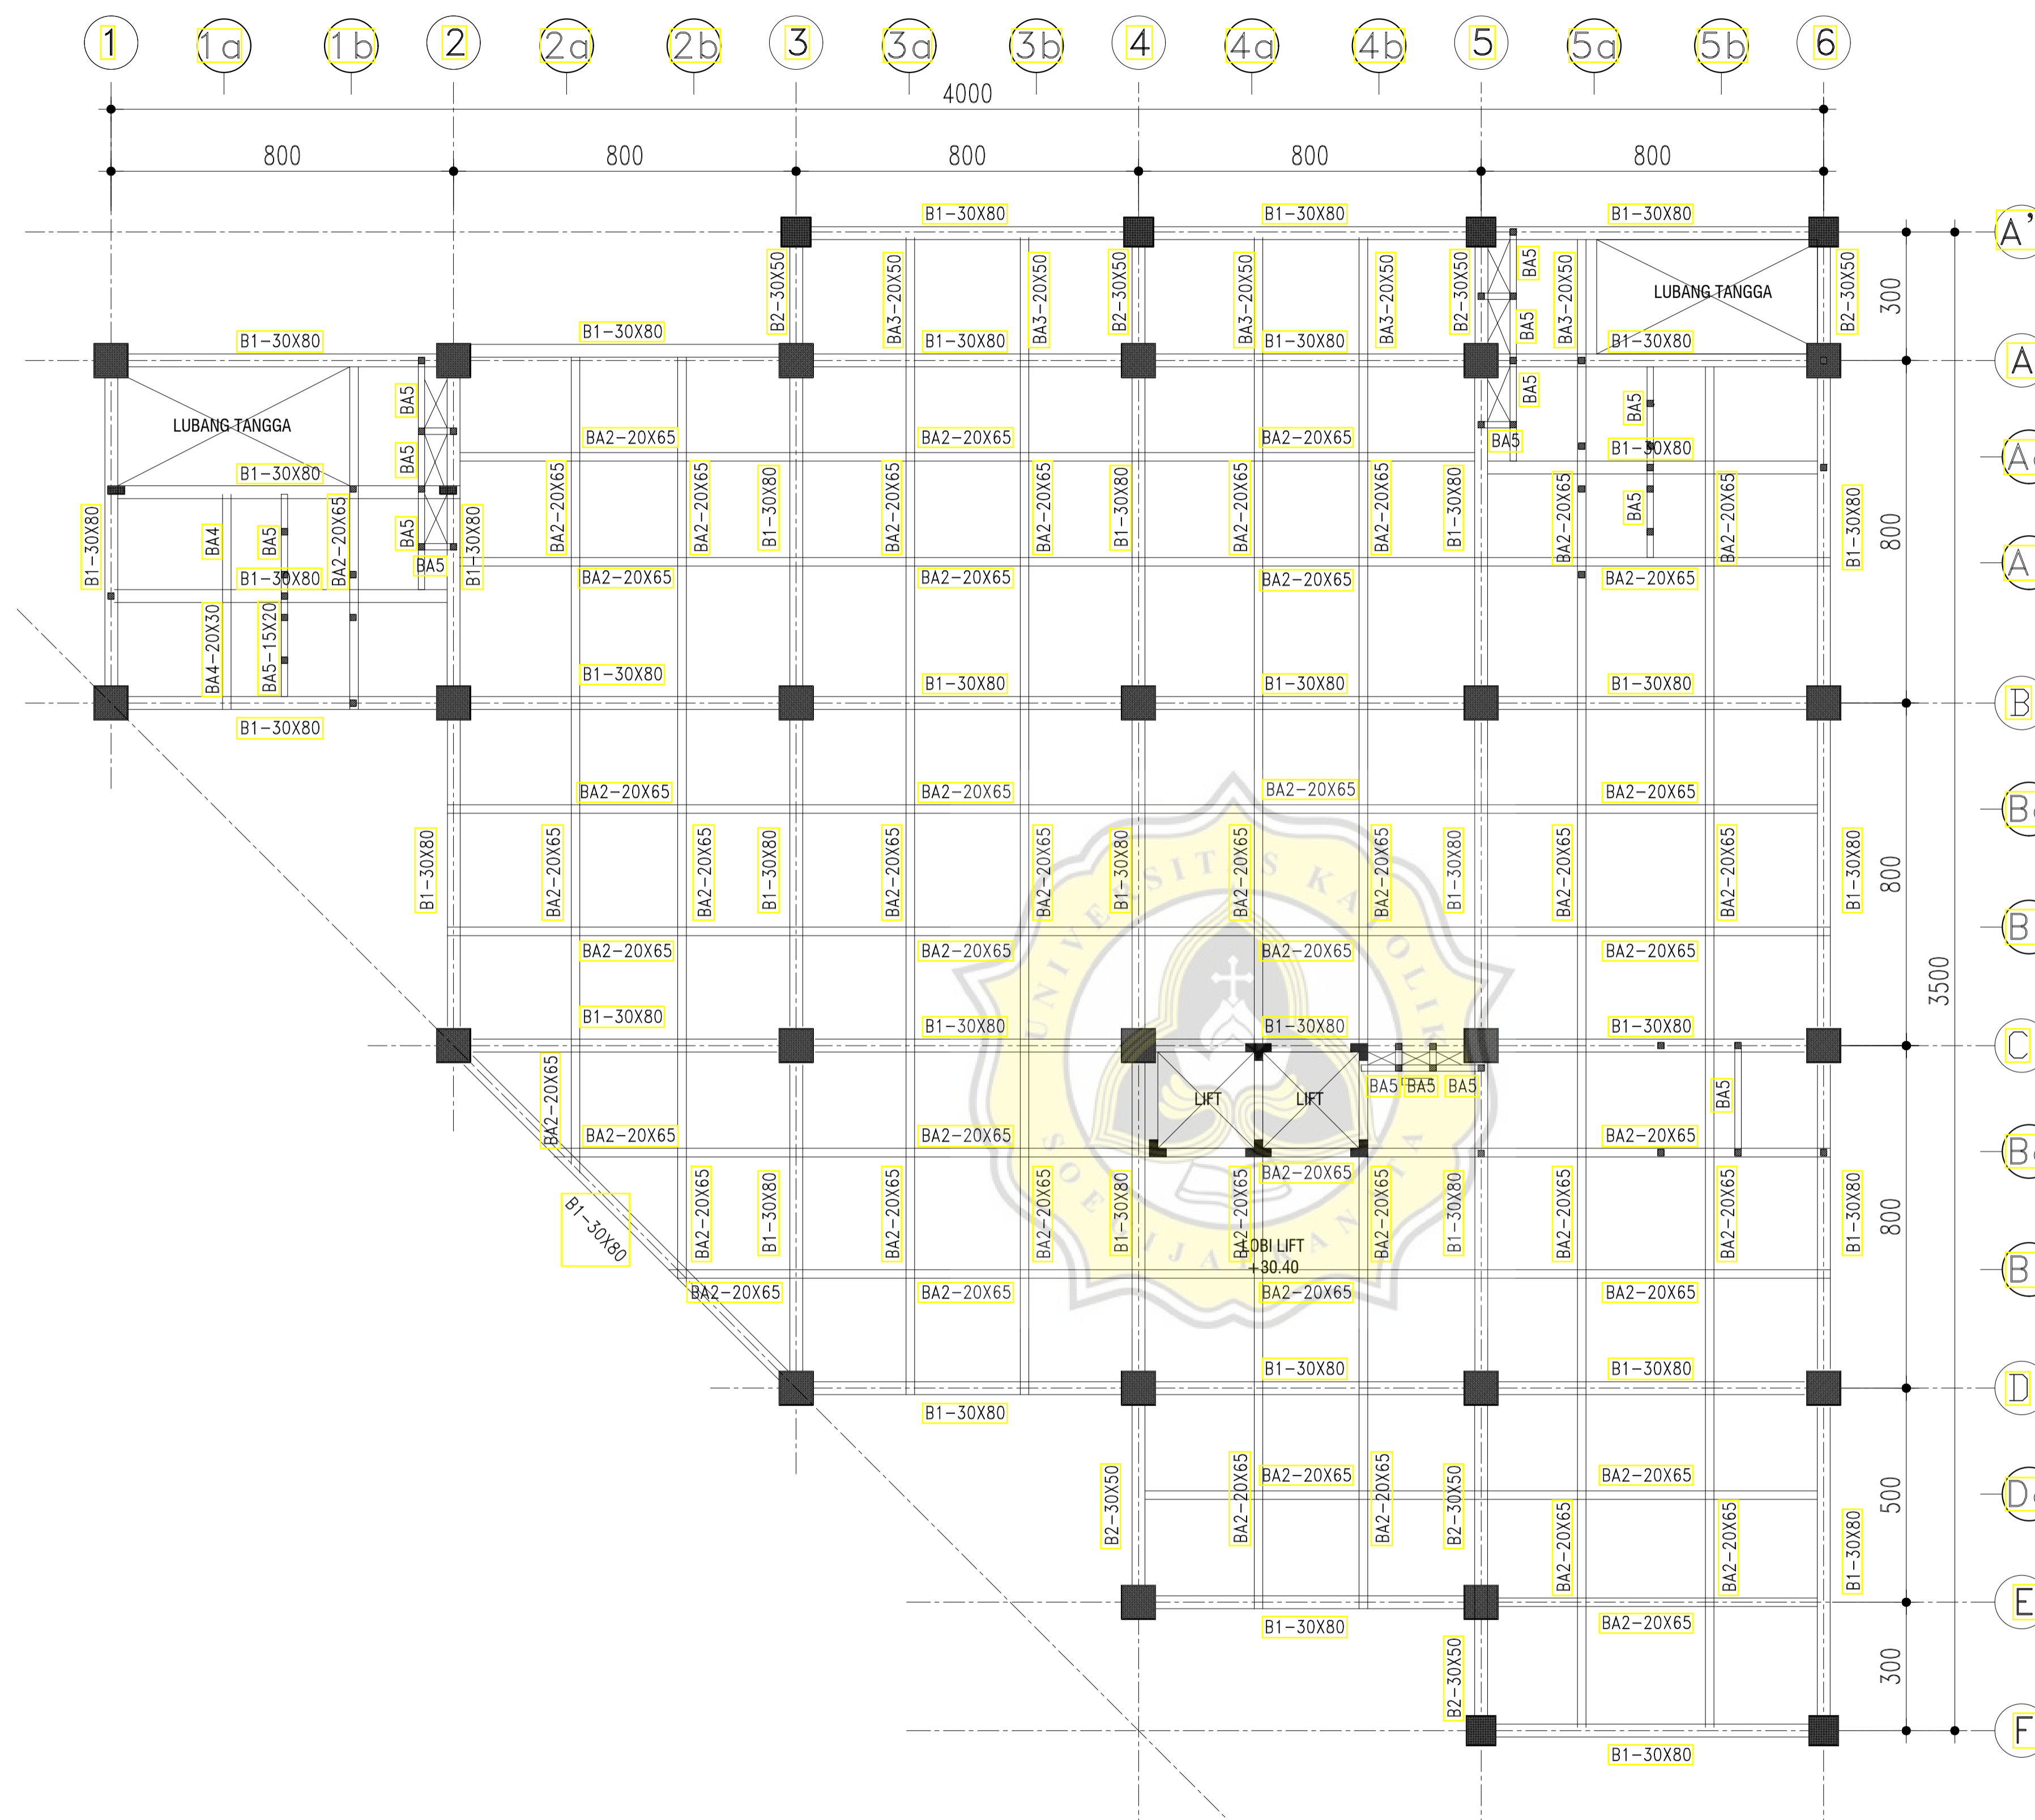 1 1a 1b 2 2a 2b 3 3a 3b 4 4a 4b 5 5a 5b 6
4000
800 800 800 800 800
B1-30X80 B1-30X80 B1-30X80
A'
B2-30X50 BA3-20X50 BA3-20X50 B2-30X50 BA3-20X50 BA3-20X50 B2-30X50 BA5 BA3-20X50 LUBANG TANGGA B2-30X50
300
BA5
B1-30X80 B1-30X80 B1-30X80 B1-30X80 B1-30X80
A
BA5 BA5 BA5
LUBANG TANGGA
BA2-20X65 BA2-20X65 BA2-20X65 BA5 B1-30X80
A
B1-30X80 BA5
B1-30X80 BA4 BA5 BA2-20X65 BA5 B1-30X80 BA2-20X65 BA2-20X65 B1-30X80 BA2-20X65 BA2-20X65 B1-30X80 BA2-20X65 BA2-20X65 B1-30X80 BA2-20X65 BA5 BA2-20X65 B1-30X80
800
BA5
A
B1-30X80 BA2-20X65 BA2-20X65 BA2-20X65 BA2-20X65
BA4-20X30 BA5-15X20
B1-30X80 B1-30X80 B1-30X80 B1-30X80
B
B1-30X80
BA2-20X65 BA2-20X65 BA2-20X65 BA2-20X65
B
B1-30X80 BA2-20X65 BA2-20X65 B1-30X80 BA2-20X65 BA2-20X65 B1-30X80 BA2-20X65 BA2-20X65 B1-30X80 BA2-20X65 BA2-20X65 B1-30X80
800
UNIVERSITAS KATOLIK
B
BA2-20X65 BA2-20X65 BA2-20X65 BA2-20X65
3500
B1-30X80 B1-30X80 B1-30X80 B1-30X80
C
BA2-20X65 LIFT LIFT BA5 BA5 BA5 BA5
BA2-20X65 BA2-20X65 BA2-20X65
B
BA2-20X65
B1-30X80 BA2-20X65 B1-30X80 BA2-20X65 BA2-20X65 B1-30X80 BA2-20X65 BA2-20X65 B1-30X80 BA2-20X65 BA2-20X65 B1-30X80
800
SOEGIJAPRANATA
LOBI LIFT
+30.40
B
BA2-20X65 BA2-20X65 BA2-20X65 BA2-20X65
B1-30X80 B1-30X80
D
B1-30X80
BA2-20X65 BA2-20X65
D
B2-30X50 BA2-20X65 BA2-20X65 B2-30X50 BA2-20X65 BA2-20X65 B1-30X80
500
E
B1-30X80 BA2-20X65
B2-30X50
300
F
B1-30X80